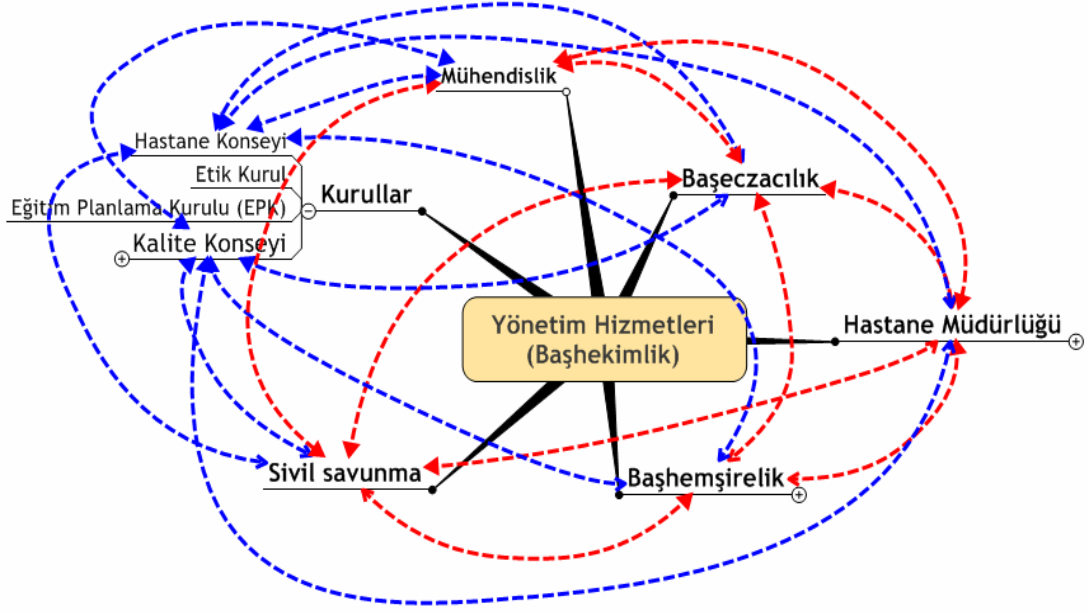 Mühendislik
Hastane Konseyi
Etik Kurul
Eğitim Planlama Kurulu (EPK)
Kalite Konseyi
Kurullar
Başeczacılık
Yönetim Hizmetleri
(Başhekimlik)
Hastane Müdürlüğü
Sivil savunma
Başhemşirelik